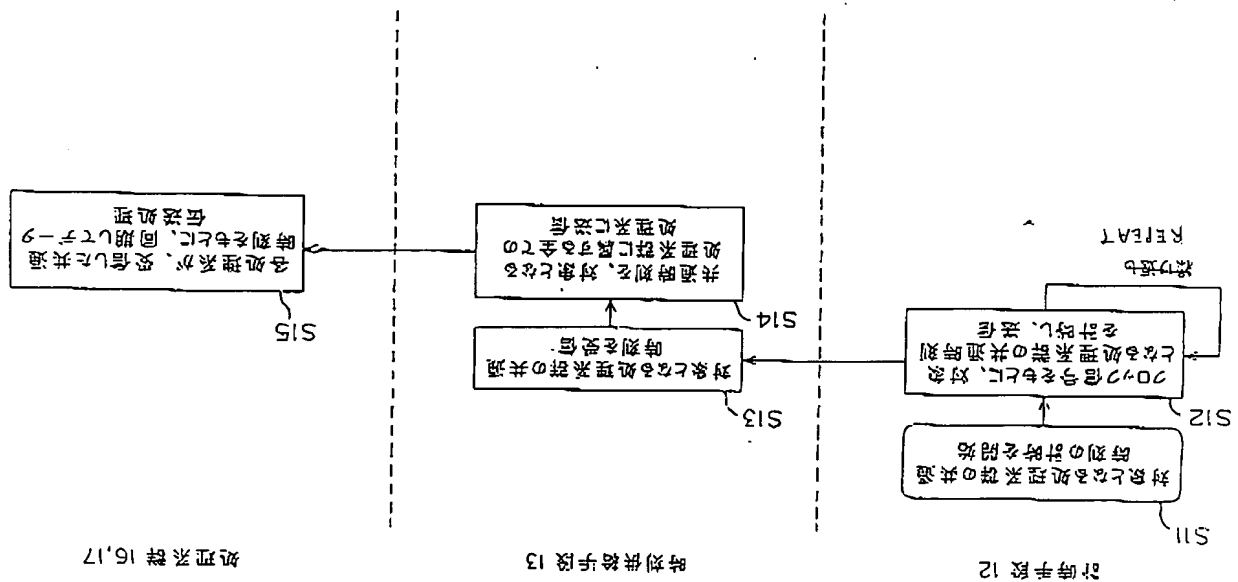 計時手段 12
時刻供給手段 13
処理系群 16,17
S11
対象となる処理系群の共通
時刻の計時を開始
S12
クロック信号をもとに、対象
となる処理系群の共通時刻
を計時し、送信
繰り返し
REPEAT
S13
対象となる処理系群の共通
時刻を受信
S14
共通時刻を、対象となる
処理系群に属する全ての
処理系に送信
S15
各処理系が、受信した共通
時刻をもとに、同期してデータ
伝送処理